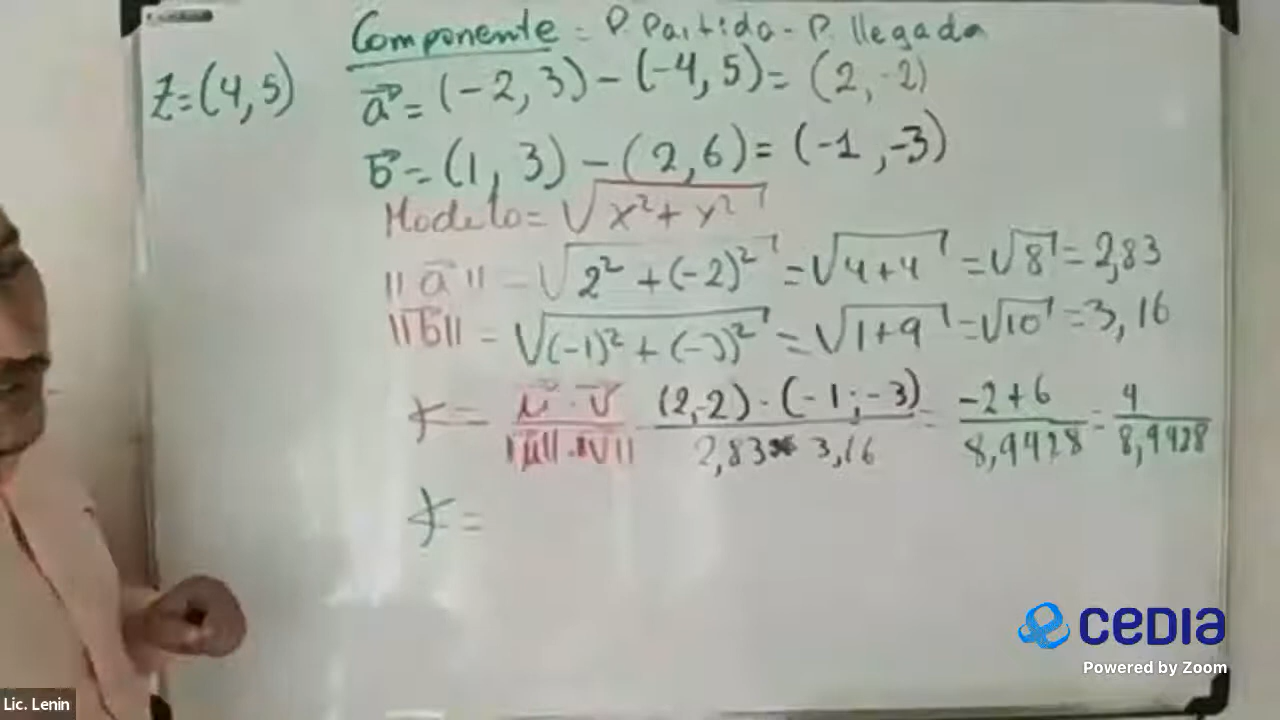 Componente = P. Partida - P. llegada
Z=(4,5)
a = (-2, 3) - (-4, 5) = (2, -2)
b = (1, 3) - (2, 6) = (-1, -3)
Modelo = √x² + y²
||a|| = √2² + (-2)² = √4+4 = √8 = 2,83
||b|| = √(-1)² + (-3)² = √1+9 = √10 = 3,16
∡ = u · v / ||u|| · ||v|| = (2,-2) · (-1; -3) / 2,83 * 3,16 = -2+6 / 8,9428 = 4 / 8,9428
∡ =
cedia
Powered by Zoom
Lic. Lenin